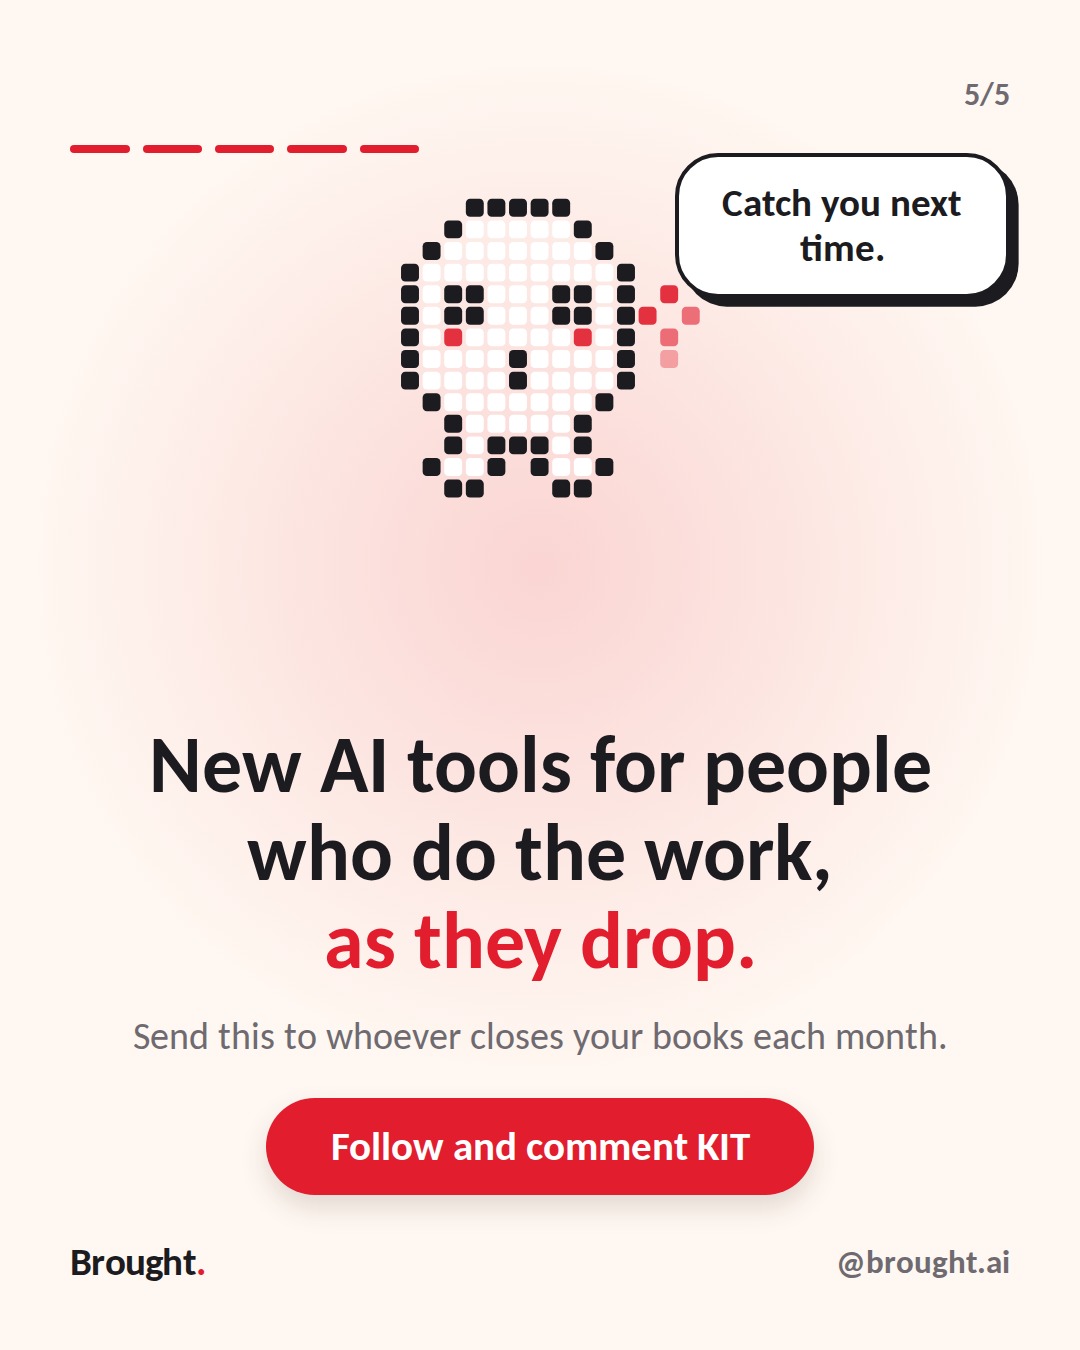 5/5
Catch you next
time.
New AI tools for people
who do the work,
as they drop.
Send this to whoever closes your books each month.
Follow and comment KIT
Brought.
@brought.ai